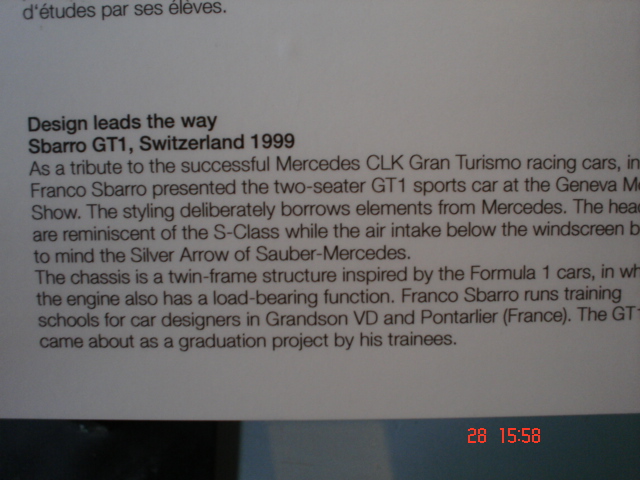 d'études par ses élèves.
Design leads the way
Sbarro GT1, Switzerland 1999
As a tribute to the successful Mercedes CLK Gran Turismo racing cars, in
Franco Sbarro presented the two-seater GT1 sports car at the Geneva Mo
Show. The styling deliberately borrows elements from Mercedes. The head
are reminiscent of the S-Class while the air intake below the windscreen b
to mind the Silver Arrow of Sauber-Mercedes.
The chassis is a twin-frame structure inspired by the Formula 1 cars, in wh
the engine also has a load-bearing function. Franco Sbarro runs training
schools for car designers in Grandson VD and Pontarlier (France). The GT1
came about as a graduation project by his trainees.
28 15:58